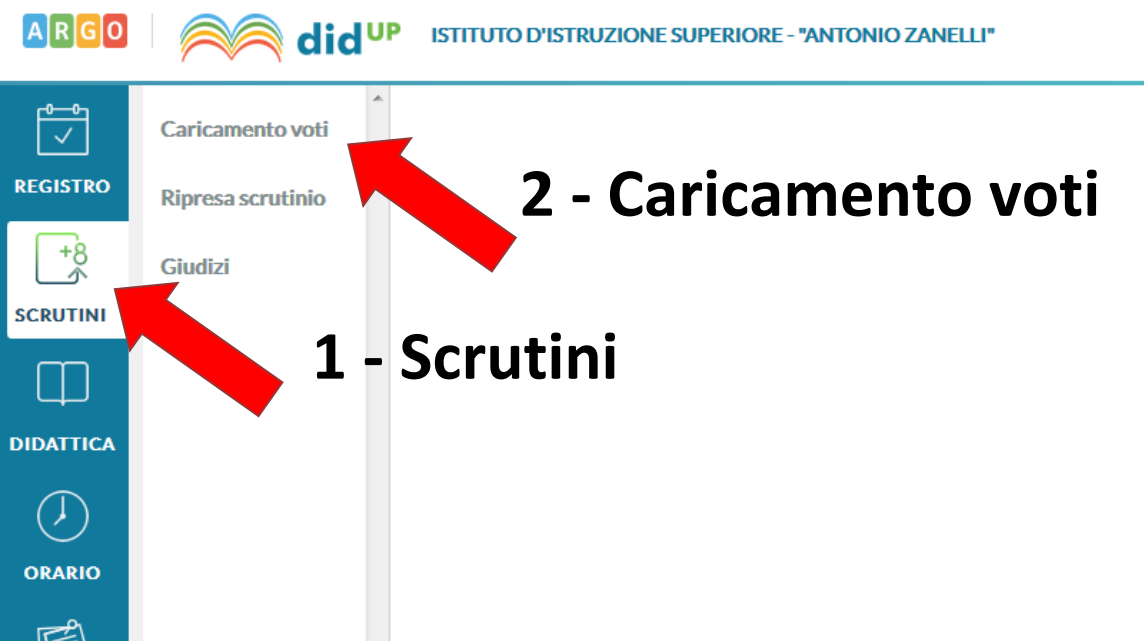 ARGO
didUP
ISTITUTO D'ISTRUZIONE SUPERIORE - "ANTONIO ZANELLI"
REGISTRO
+8
SCRUTINI
DIDATTICA
ORARIO
Caricamento voti
Ripresa scrutinio
Giudizi
2 - Caricamento voti
1 - Scrutini